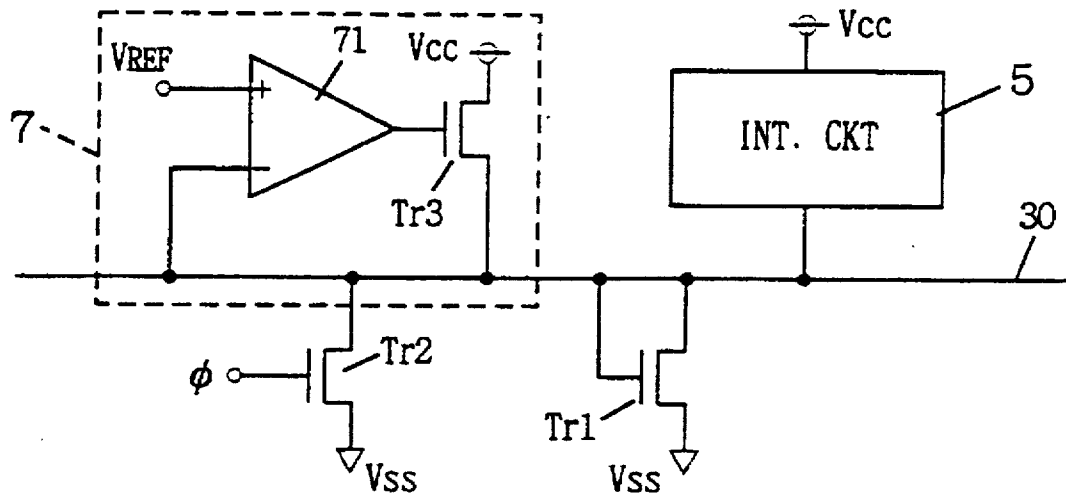 71
VCC
VREF
+
−
7
Tr3
VCC
5
INT. CKT
30
Tr2
ϕ
Tr1
VSS
VSS